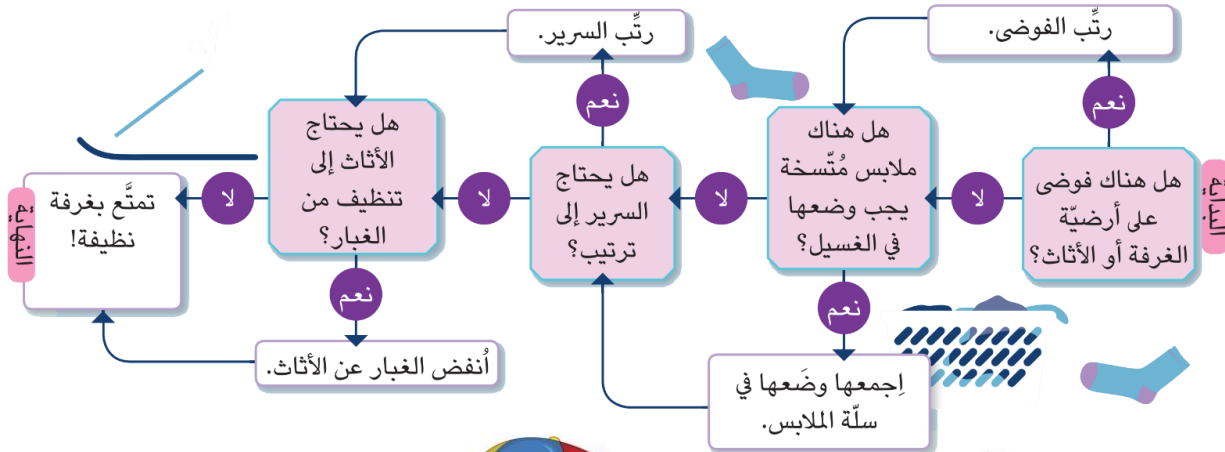 البداية
هل هناك فوضى
على أرضيّة
الغرفة أو الأثاث؟
نعم
رتِّب الفوضى.
لا
هل هناك
ملابس مُتّسخة
يجب وضعها
في الغسيل؟
نعم
اِجمعها وضَعها في
سلّة الملابس.
لا
هل يحتاج
السرير إلى
ترتيب؟
نعم
رتِّب السرير.
لا
هل يحتاج
الأثاث إلى
تنظيف من
الغبار؟
نعم
اُنفض الغبار عن الأثاث.
لا
تمتَّع بغرفة
نظيفة!
النهاية